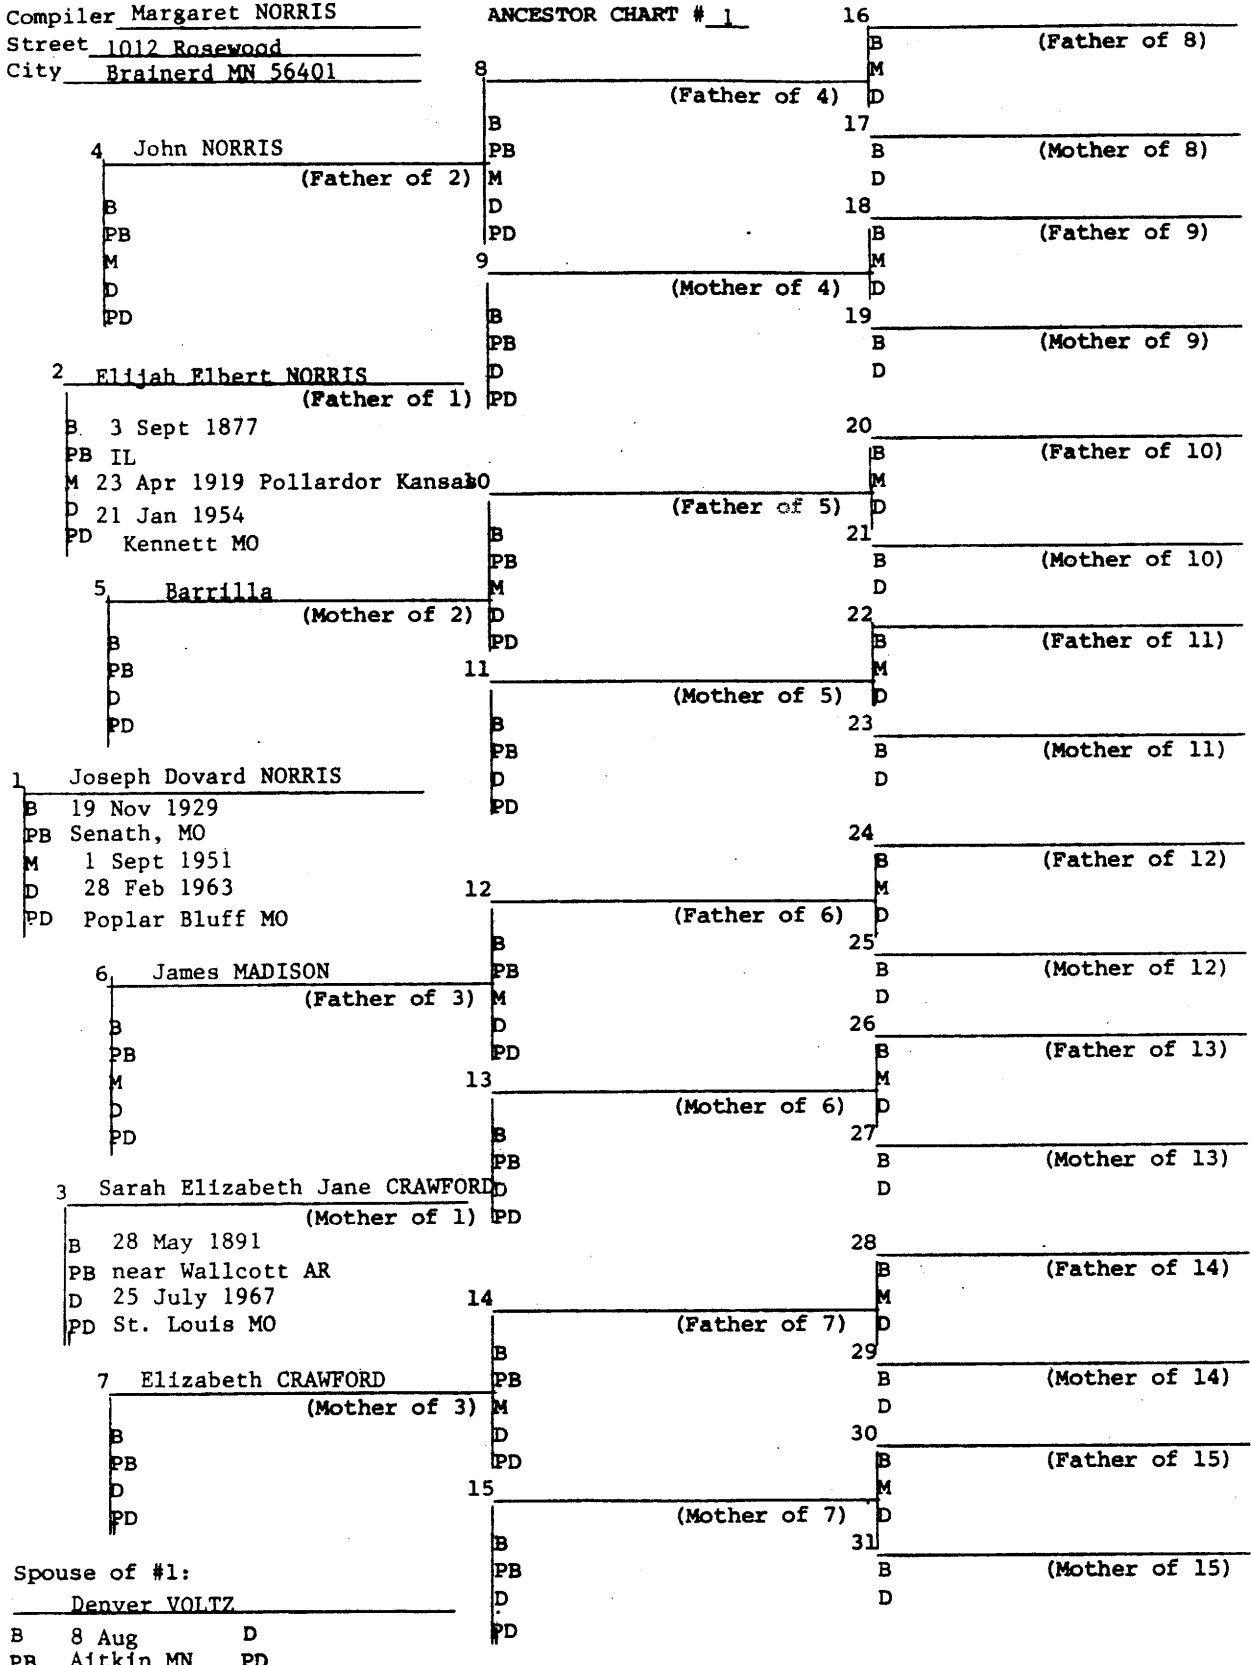 Compiler Margaret NORRIS
Street 1012 Rosewood
City Brainerd MN 56401
ANCESTOR CHART # 1
4 John NORRIS
(Father of 2)
B
PB
M
D
PD
2 Elijah Elbert NORRIS
(Father of 1)
B 3 Sept 1877
PB IL
M 23 Apr 1919 Pollardor Kansas
D 21 Jan 1954
PD Kennett MO
5 Barrilla
(Mother of 2)
B
PB
D
PD
1 Joseph Dovard NORRIS
B 19 Nov 1929
PB Senath, MO
M 1 Sept 1951
D 28 Feb 1963
PD Poplar Bluff MO
6 James MADISON
(Father of 3)
B
PB
M
D
PD
3 Sarah Elizabeth Jane CRAWFORD
(Mother of 1)
B 28 May 1891
PB near Wallcott AR
D 25 July 1967
PD St. Louis MO
7 Elizabeth CRAWFORD
(Mother of 3)
B
PB
D
PD
Spouse of #1:
Denver VOLTZ
B 8 Aug D
PB Aitkin MN PD
8
(Father of 4)
B
PB
M
D
PD
9
(Mother of 4)
B
PB
D
PD
10
(Father of 5)
B
PB
M
D
PD
11
(Mother of 5)
B
PB
D
PD
12
(Father of 6)
B
PB
M
D
PD
13
(Mother of 6)
B
PB
D
PD
14
(Father of 7)
B
PB
M
D
PD
15
(Mother of 7)
B
PB
D
PD
16
(Father of 8)
B
M
D
17
(Mother of 8)
B
D
18
(Father of 9)
B
M
D
19
(Mother of 9)
B
D
20
(Father of 10)
B
M
D
21
(Mother of 10)
B
D
22
(Father of 11)
B
M
D
23
(Mother of 11)
B
D
24
(Father of 12)
B
M
D
25
(Mother of 12)
B
D
26
(Father of 13)
B
M
D
27
(Mother of 13)
B
D
28
(Father of 14)
B
M
D
29
(Mother of 14)
B
D
30
(Father of 15)
B
M
D
31
(Mother of 15)
B
D